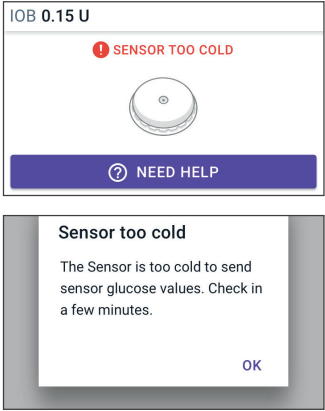 IOB 0.15 U
! SENSOR TOO COLD
? NEED HELP
Sensor too cold
The Sensor is too cold to send
sensor glucose values. Check in
a few minutes.
OK